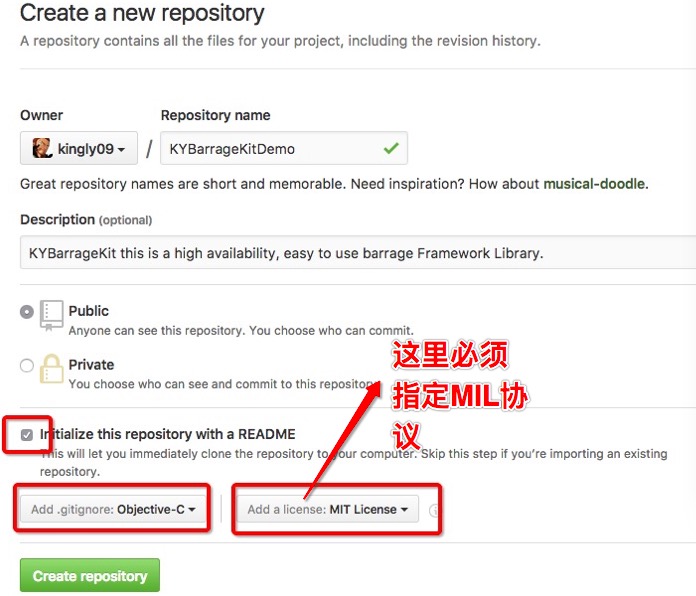 Create a new repository
A repository contains all the files for your project, including the revision history.
Owner
Repository name
kingly09
/
KYBarrageKitDemo
Great repository names are short and memorable. Need inspiration? How about musical-doodle.
Description (optional)
KYBarrageKit this is a high availability, easy to use barrage Framework Library.
Public
Anyone can see this repository. You choose who can commit.
Private
You choose who can see and commit to this repository
这里必须
指定MIL协
议
Initialize this repository with a README
This will let you immediately clone the repository to your computer. Skip this step if you're importing an existing
repository.
Add .gitignore: Objective-C
Add a license: MIT License
Create repository